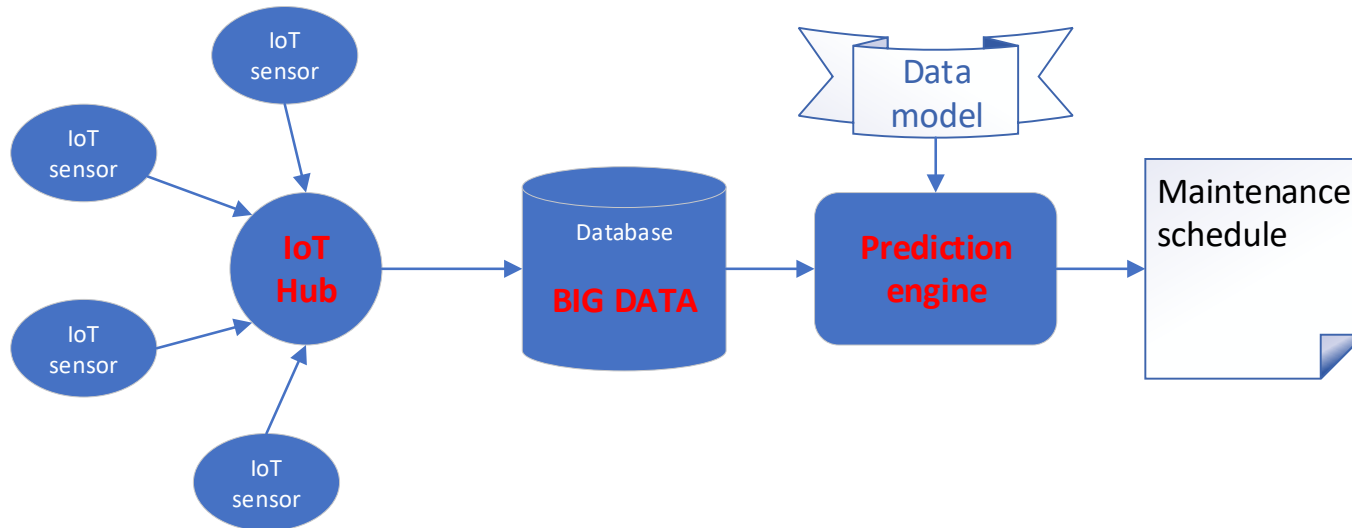 IoT
sensor
IoT
sensor
IoT
sensor
IoT
sensor
IoT
Hub
Database
BIG DATA
Data
model
Prediction
engine
Maintenance
schedule